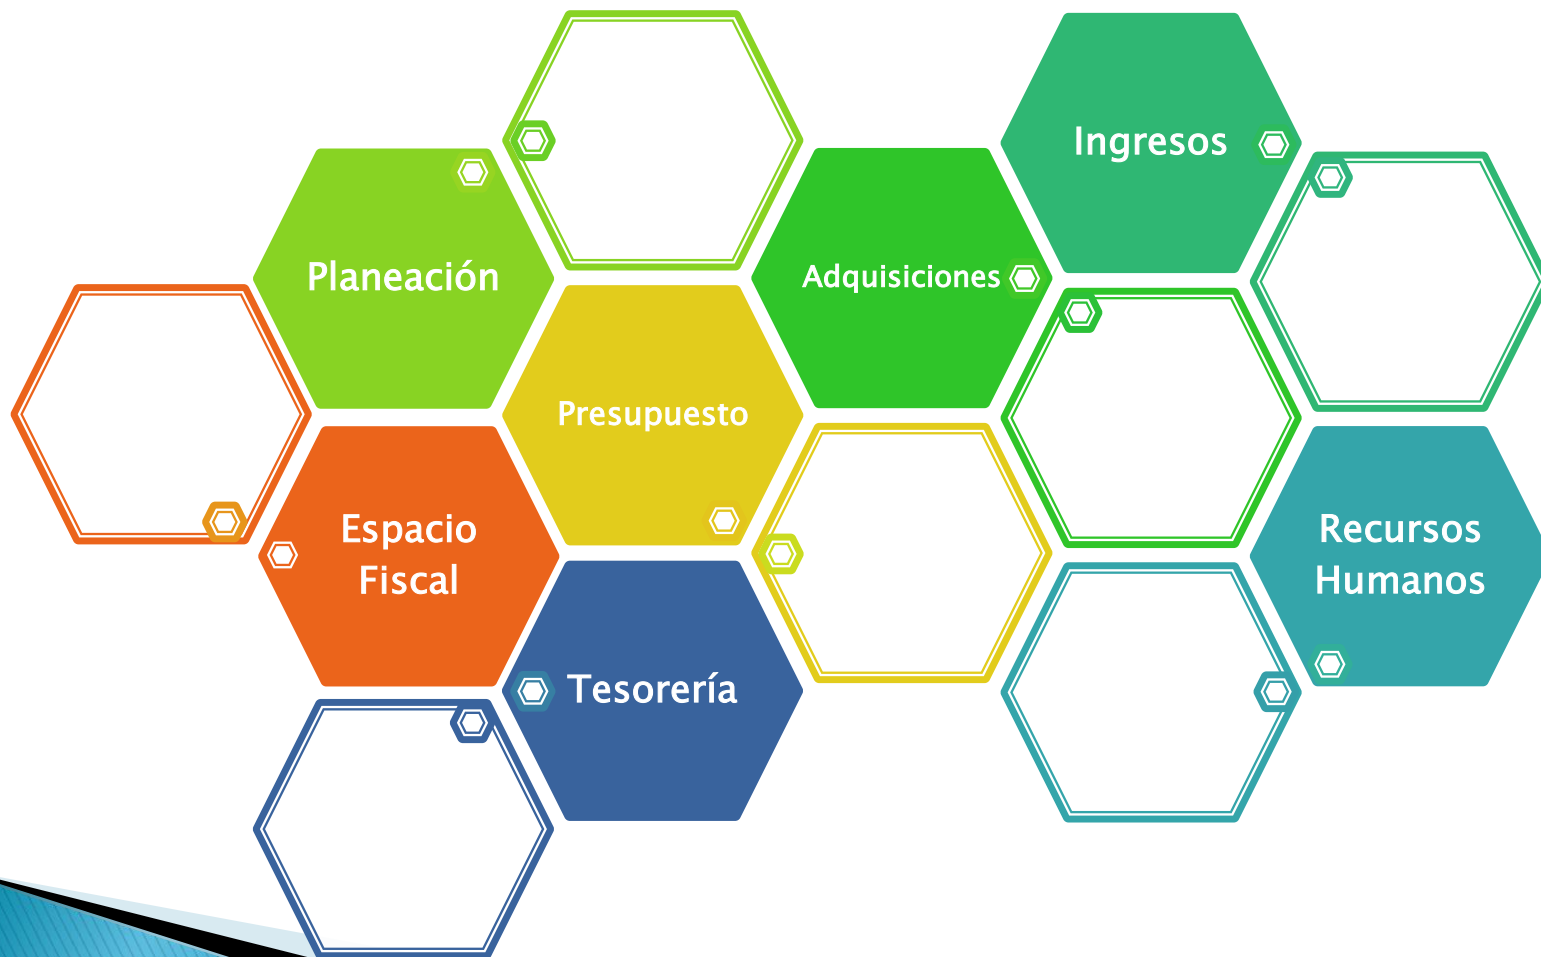 Ingresos
Planeación
Adquisiciones
Presupuesto
Espacio
Fiscal
Recursos
Humanos
Tesorería